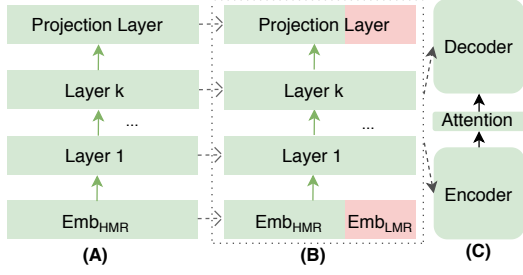 Projection Layer
Layer k
...
Layer 1
Emb_HMR
(A)
Projection Layer
Layer k
...
Layer 1
Emb_HMR Emb_LMR
(B)
Decoder
Attention
Encoder
(C)